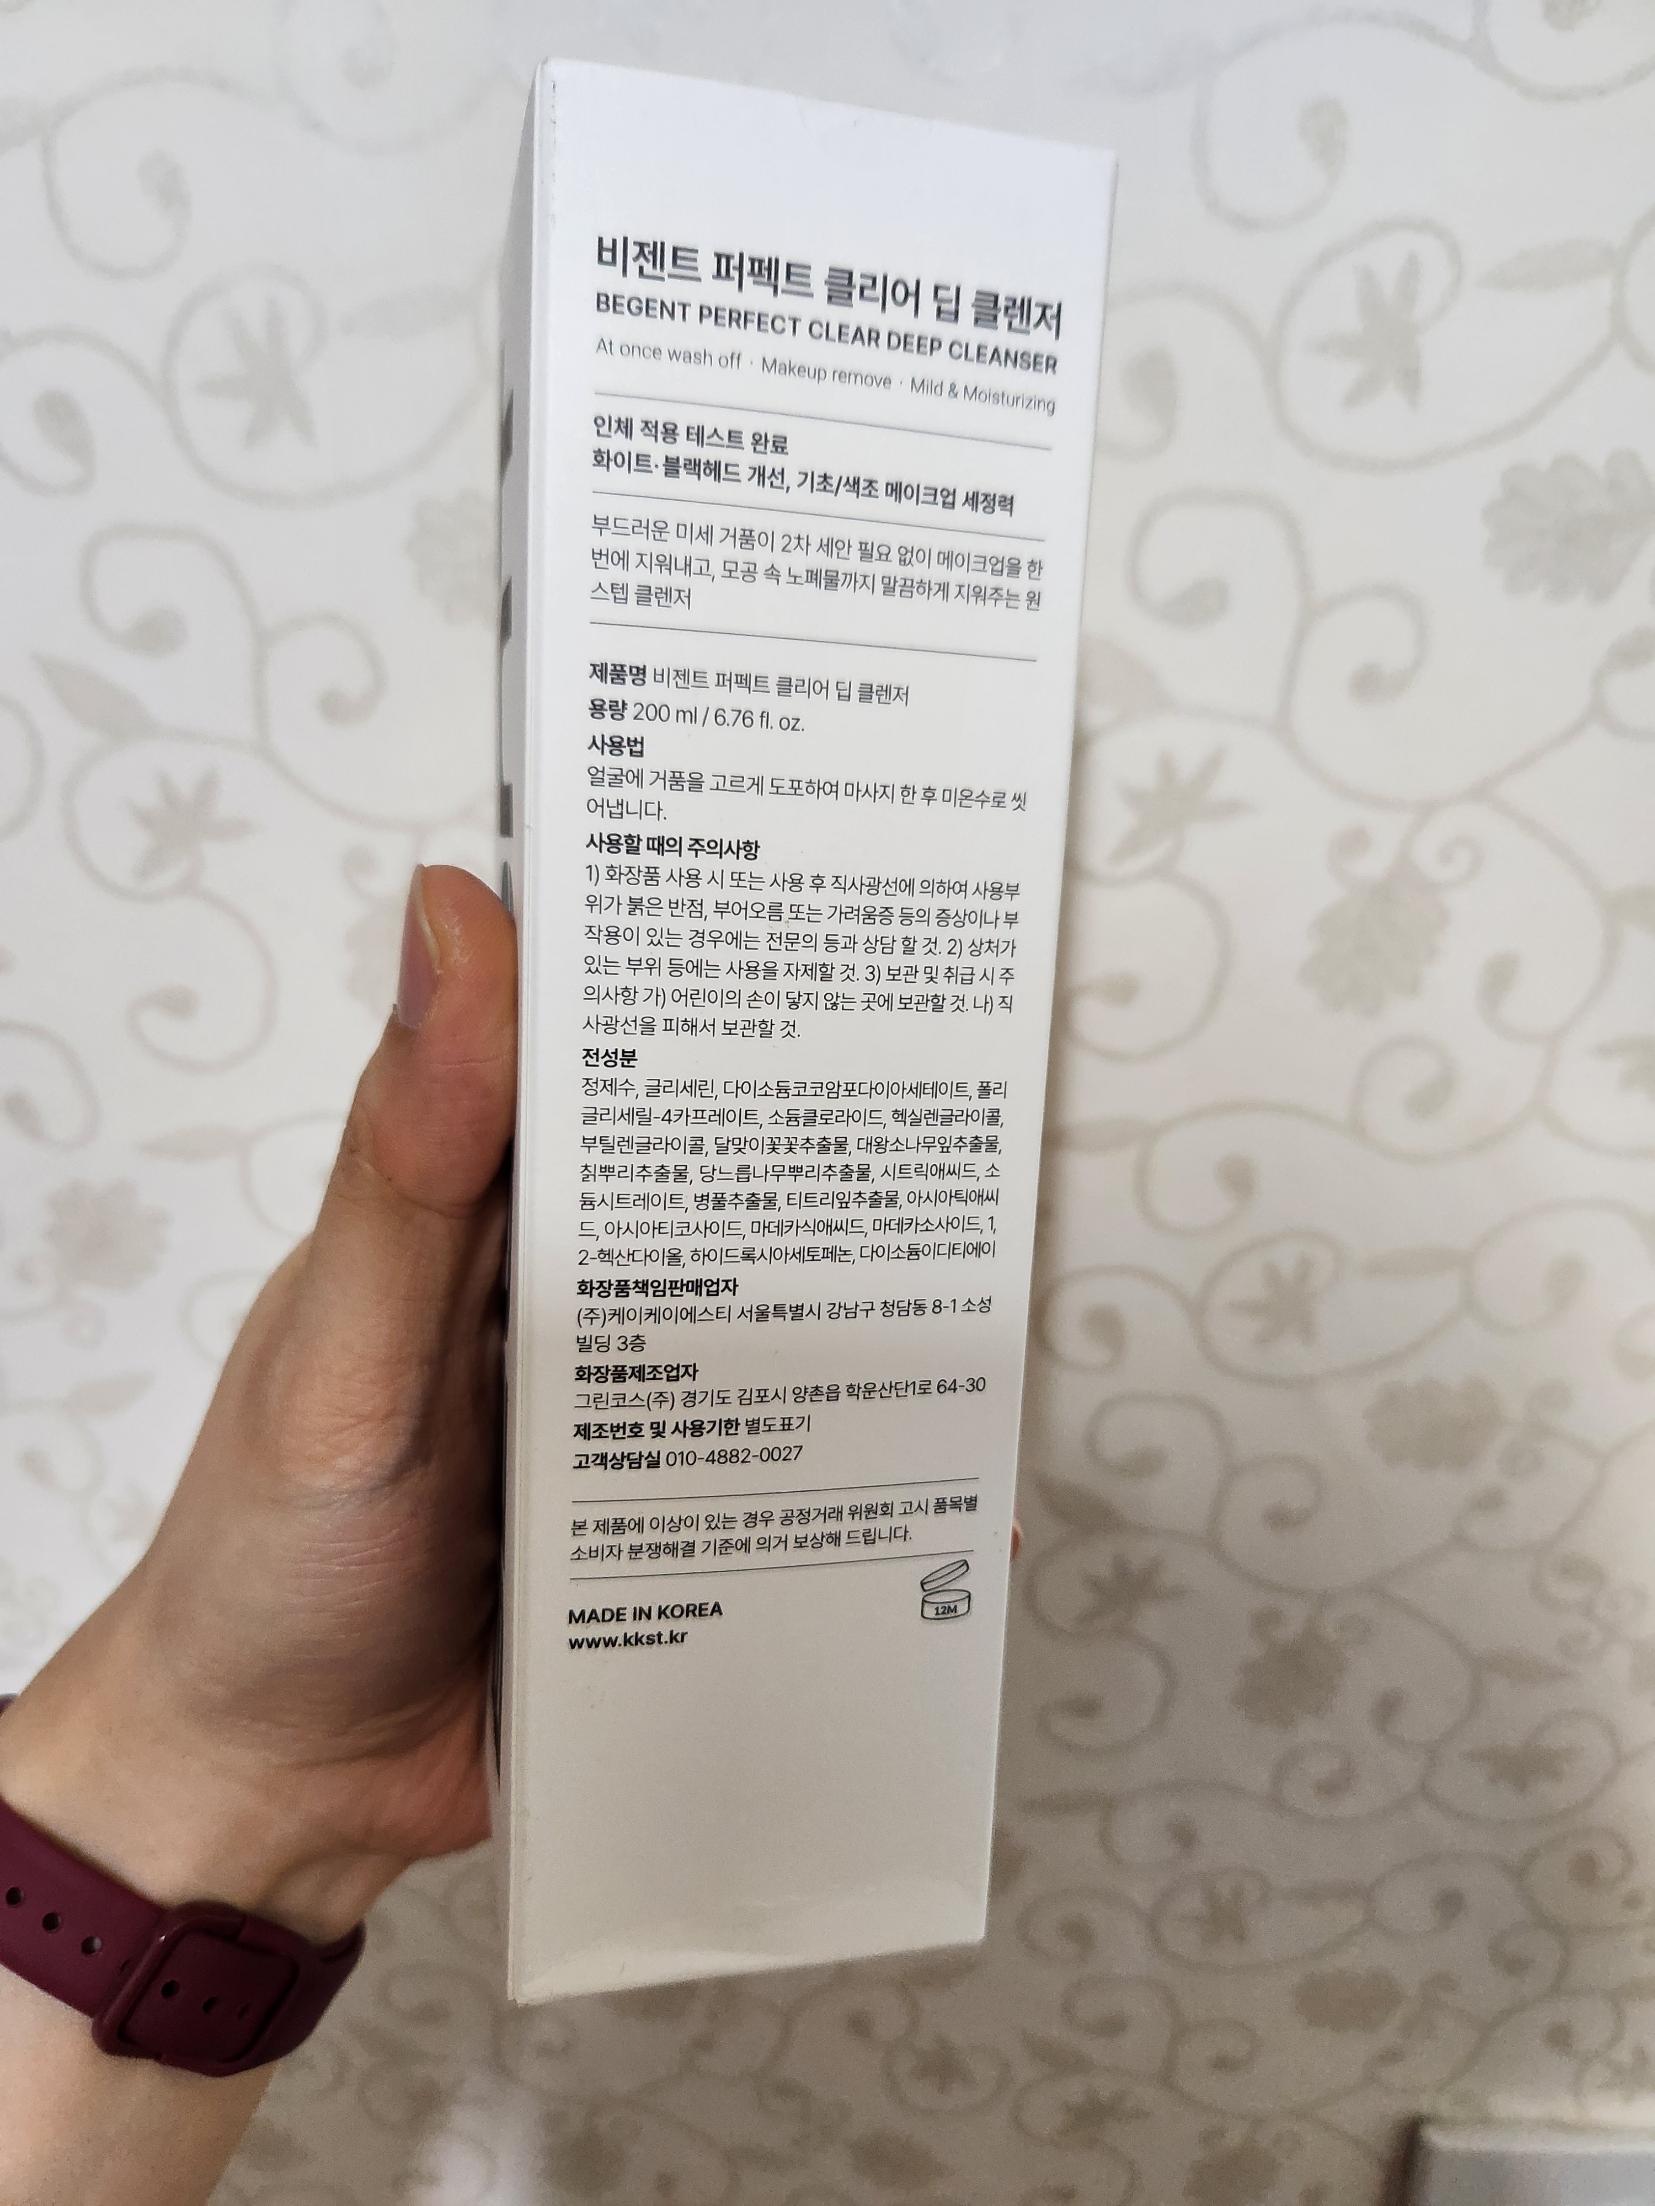 비젠트 퍼펙트 클리어 딥 클렌저
BEGENT PERFECT CLEAR DEEP CLEANSER
At once wash off · Makeup remove · Mild & Moisturizing
인체 적용 테스트 완료
화이트·블랙헤드 개선, 기초/색조 메이크업 세정력
부드러운 미세 거품이 2차 세안 필요 없이 메이크업을 한
번에 지워내고, 모공 속 노폐물까지 말끔하게 지워주는 원
스텝 클렌저
제품명 비젠트 퍼펙트 클리어 딥 클렌저
용량 200 ml / 6.76 fl. oz.
사용법
얼굴에 거품을 고르게 도포하여 마사지 한 후 미온수로 씻
어냅니다.
사용할 때의 주의사항
1) 화장품 사용 시 또는 사용 후 직사광선에 의하여 사용부
위가 붉은 반점, 부어오름 또는 가려움증 등의 증상이나 부
작용이 있는 경우에는 전문의 등과 상담 할 것. 2) 상처가
있는 부위 등에는 사용을 자제할 것. 3) 보관 및 취급 시 주
의사항 가) 어린이의 손이 닿지 않는 곳에 보관할 것. 나) 직
사광선을 피해서 보관할 것.
전성분
정제수, 글리세린, 다이소듐코코암포다이아세테이트, 폴리
글리세릴-4카프레이트, 소듐클로라이드, 헥실렌글라이콜,
부틸렌글라이콜, 달맞이꽃꽃추출물, 대왕소나무잎추출물,
칡뿌리추출물, 당느릅나무뿌리추출물, 시트릭애씨드, 소
듐시트레이트, 병풀추출물, 티트리잎추출물, 아시아틱애씨
드, 아시아티코사이드, 마데카식애씨드, 마데카소사이드, 1,
2-헥산다이올, 하이드록시아세토페논, 다이소듐이디티에이
화장품책임판매업자
(주)케이케이에스티 서울특별시 강남구 청담동 8-1 소성
빌딩 3층
화장품제조업자
그린코스(주) 경기도 김포시 양촌읍 학운산단1로 64-30
제조번호 및 사용기한 별도표기
고객상담실 010-4882-0027
본 제품에 이상이 있는 경우 공정거래 위원회 고시 품목별
소비자 분쟁해결 기준에 의거 보상해 드립니다.
12M
MADE IN KOREA
www.kkst.kr